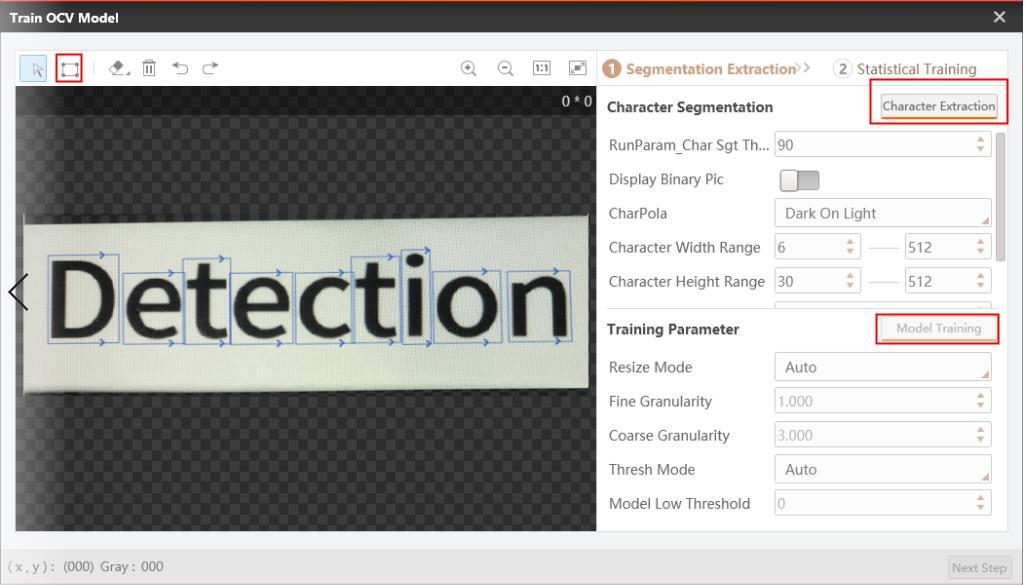 Train OCV Model
1 Segmentation Extraction
2 Statistical Training
0 * 0
Character Segmentation
Character Extraction
RunParam_Char Sgt Th... 90
Display Binary Pic
CharPola Dark On Light
Character Width Range 6 512
Character Height Range 30 512
Detection
Training Parameter
Model Training
Resize Mode Auto
Fine Granularity 1.000
Coarse Granularity 3.000
Thresh Mode Auto
Model Low Threshold 0
(x,y): (000) Gray: 000
Next Step
1:1